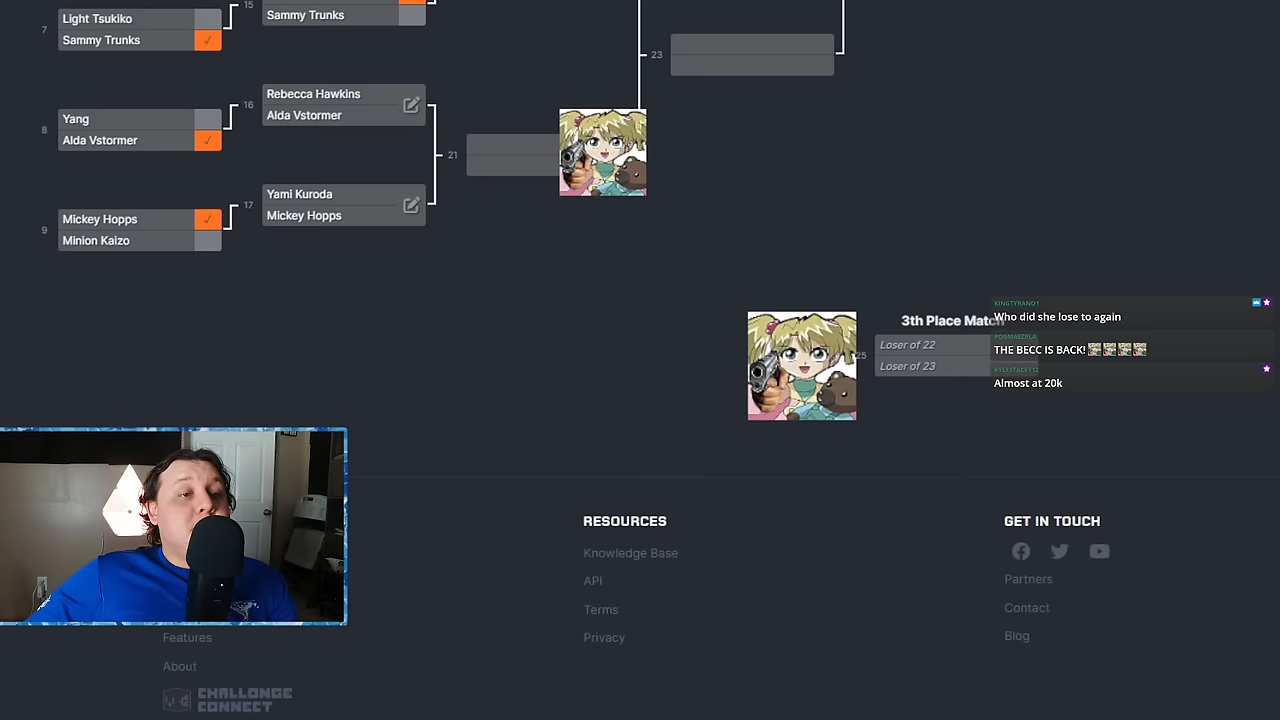 7
Light Tsukiko
Sammy Trunks
15
Sammy Trunks
8
Yang
Alda Vstormer
16
Rebecca Hawkins
Alda Vstormer
9
Mickey Hopps
Minion Kaizo
17
Yami Kuroda
Mickey Hopps
21
23
25
3th Place Match
Loser of 22
Loser of 23
KINGTYRANO1
Who did she lose to again
THE BECC IS BACK!
KYLESTACEY12
Almost at 20k
Features
About
CHALLONGE
CONNECT
RESOURCES
Knowledge Base
API
Terms
Privacy
GET IN TOUCH
Partners
Contact
Blog